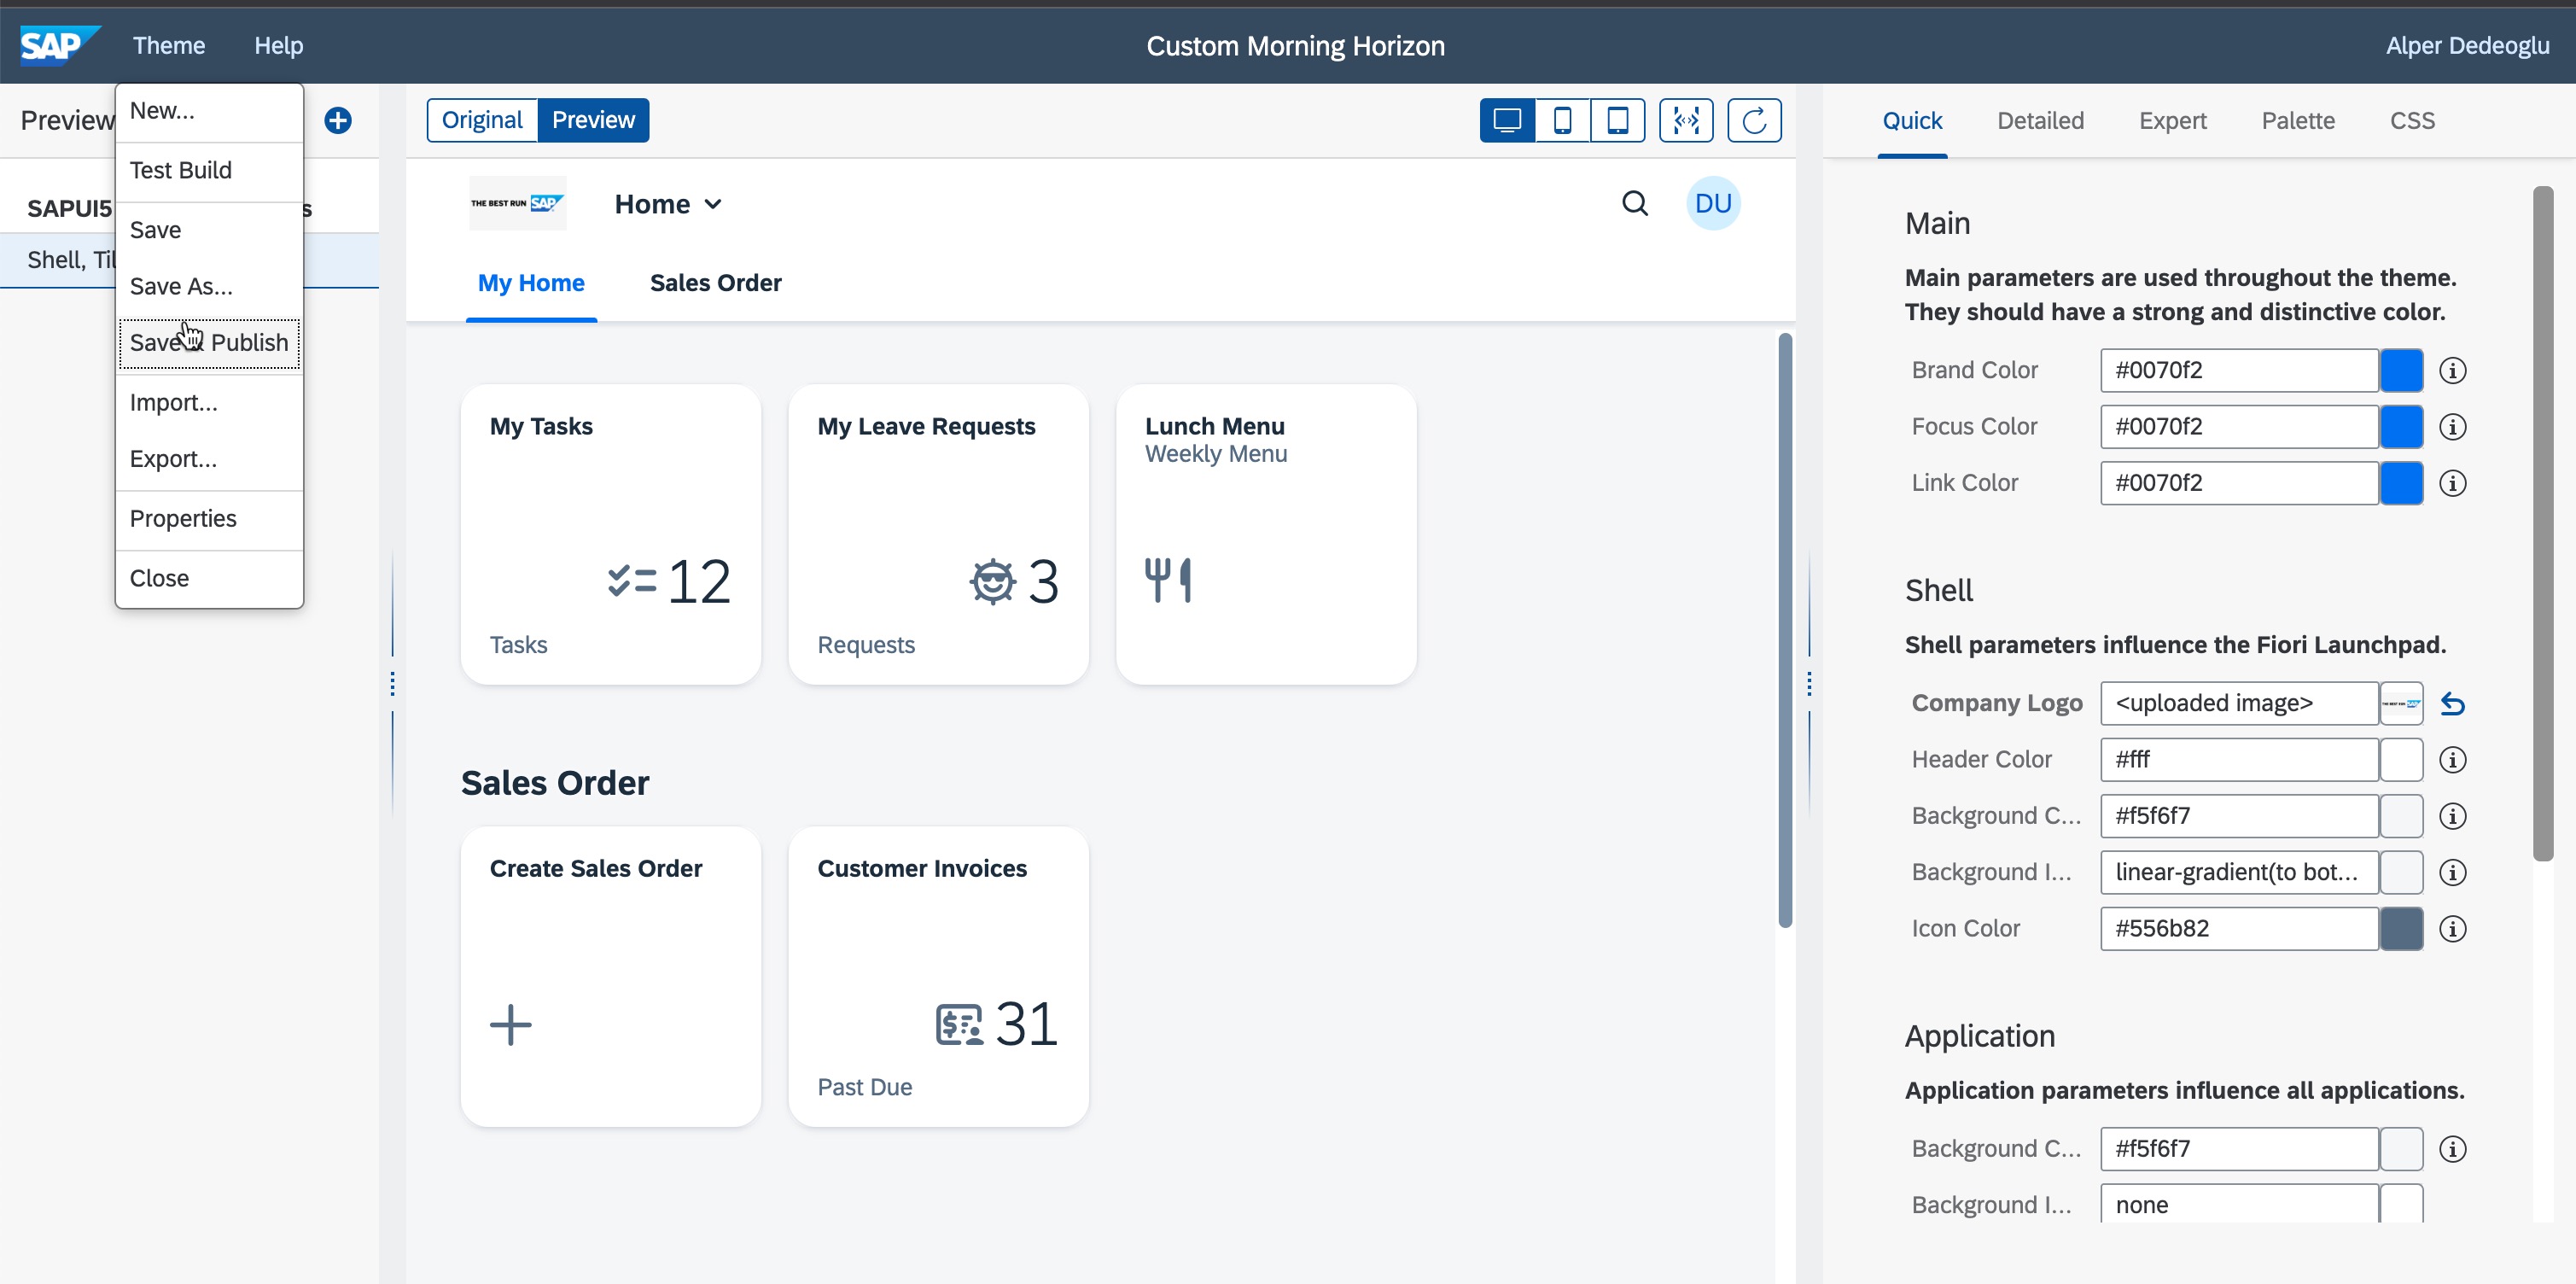 SAP Theme Help Custom Morning Horizon Alper Dedeoglu
Preview
New...
Test Build
Save
Save As...
Save Publish
Import...
Export...
Properties
Close
SAPUI5
s
Shell, Til
Original Preview
THE BEST RUN SAP Home DU
My Home Sales Order
My Tasks
12
Tasks
My Leave Requests
3
Requests
Lunch Menu
Weekly Menu
Sales Order
Create Sales Order
Customer Invoices
31
Past Due
Quick Detailed Expert Palette CSS
Main
Main parameters are used throughout the theme.
They should have a strong and distinctive color.
Brand Color #0070f2
Focus Color #0070f2
Link Color #0070f2
Shell
Shell parameters influence the Fiori Launchpad.
Company Logo <uploaded image>
Header Color #fff
Background C... #f5f6f7
Background I... linear-gradient(to bot...
Icon Color #556b82
Application
Application parameters influence all applications.
Background C... #f5f6f7
Background I... none